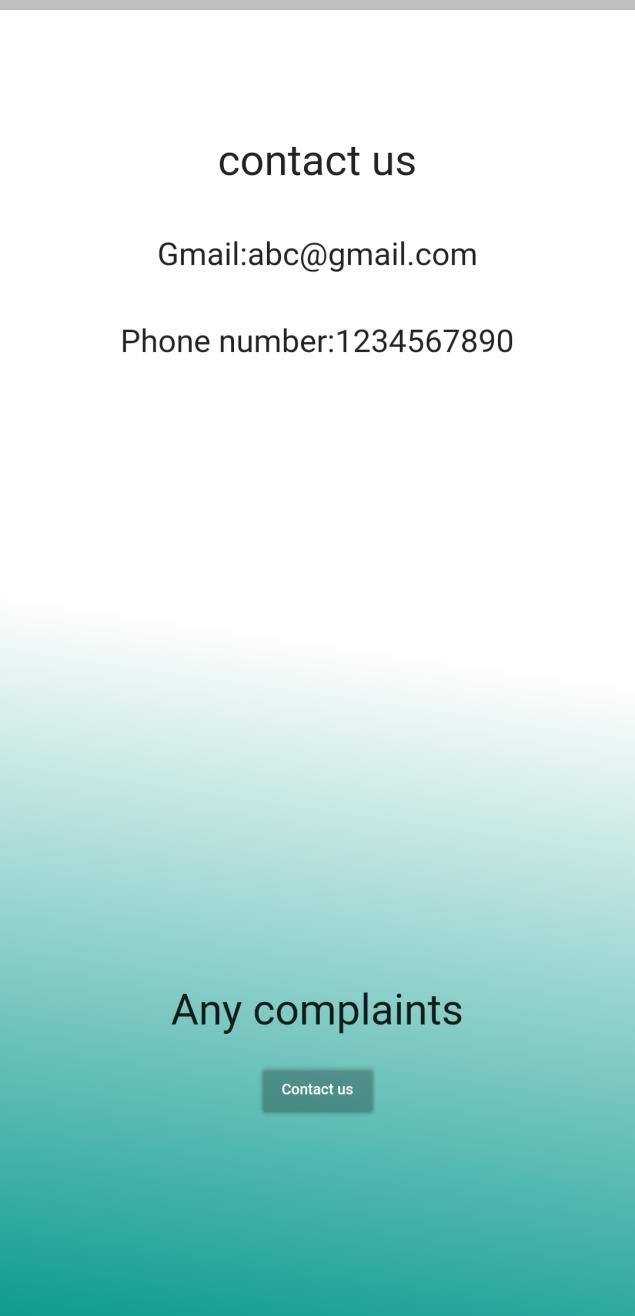 contact us
Gmail:abc@gmail.com
Phone number:1234567890
Any complaints
Contact us